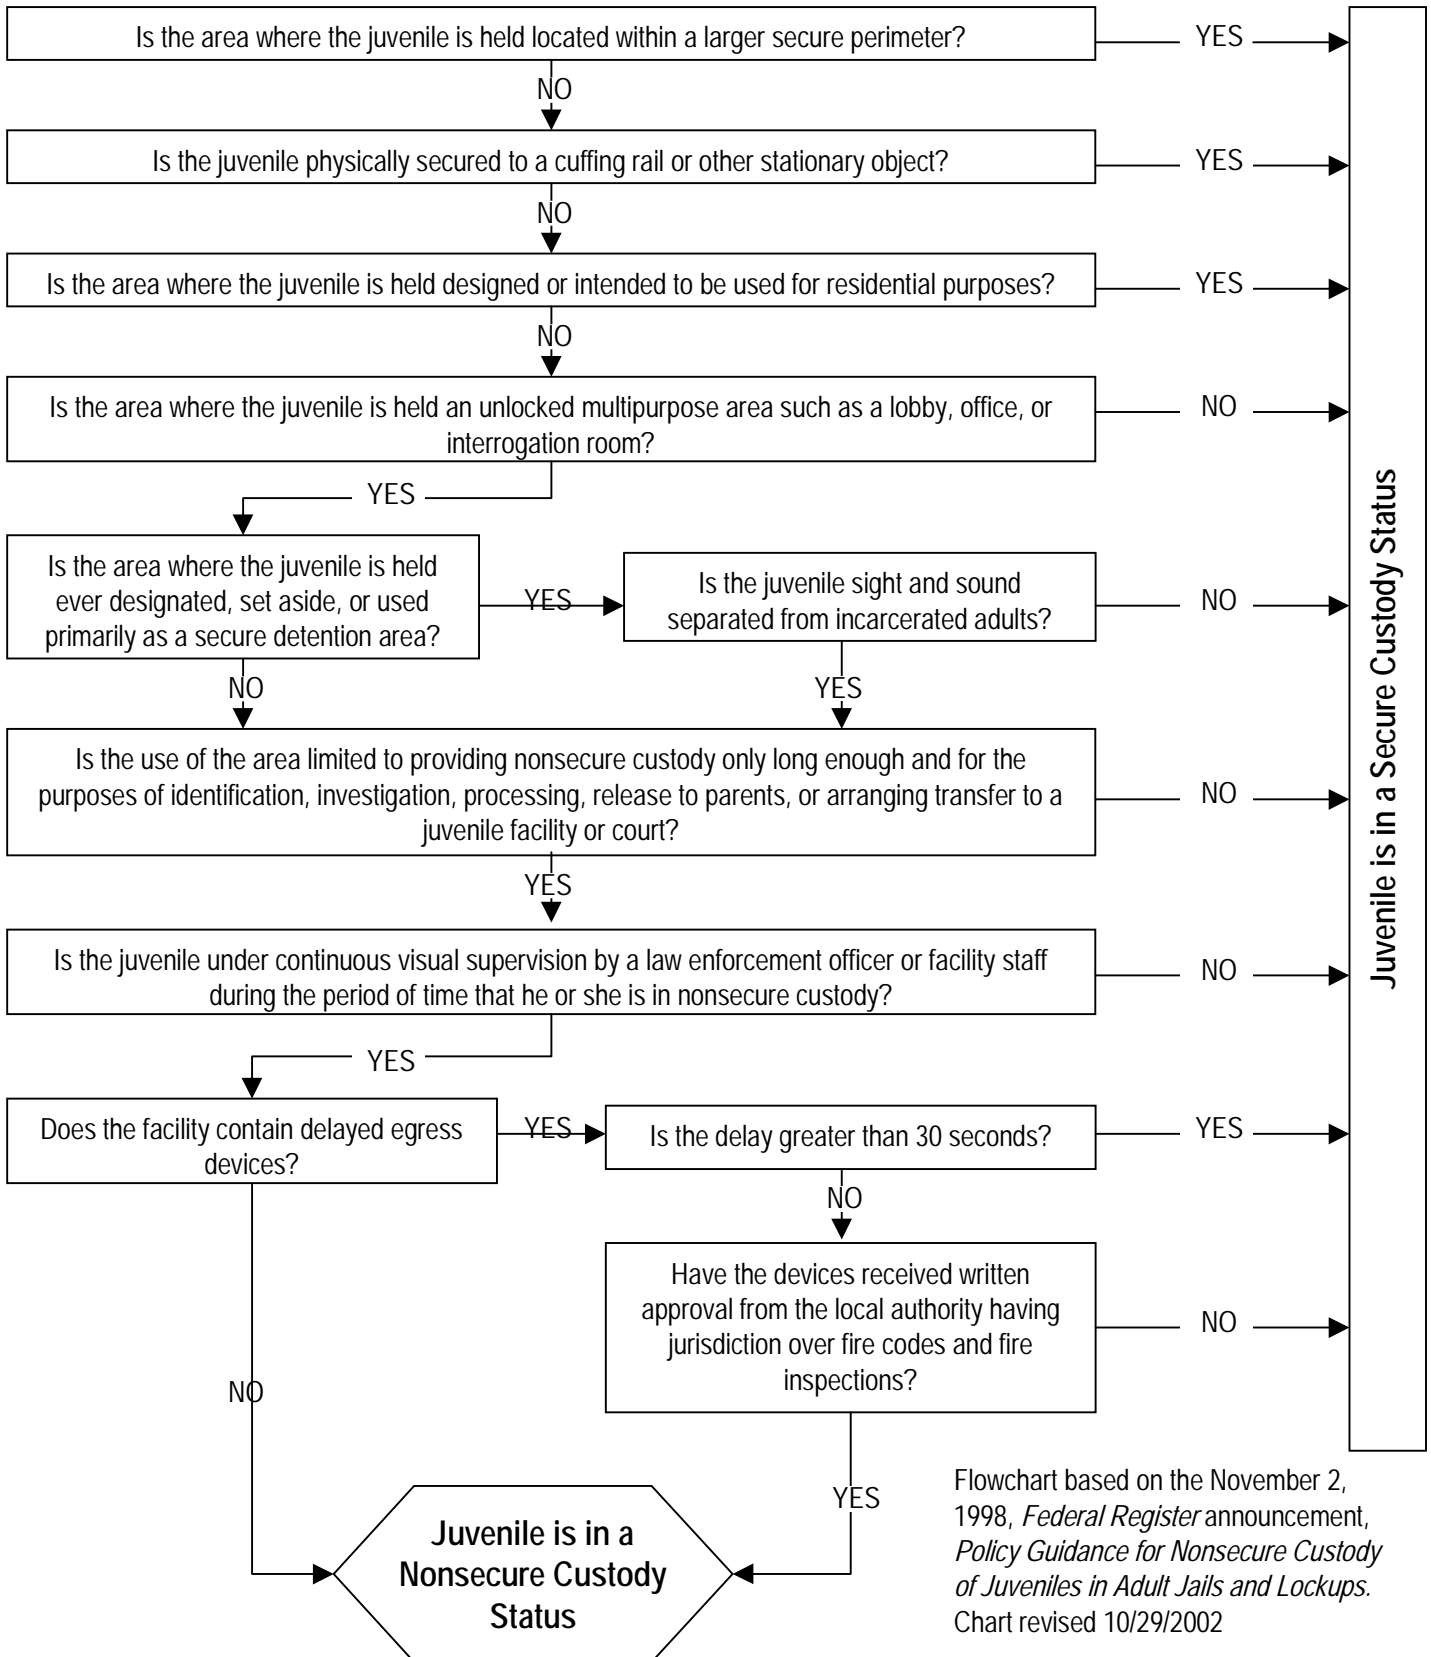 Is the area where the juvenile is held located within a larger secure perimeter?
YES
NO
Is the juvenile physically secured to a cuffing rail or other stationary object?
YES
NO
Is the area where the juvenile is held designed or intended to be used for residential purposes?
YES
NO
Is the area where the juvenile is held an unlocked multipurpose area such as a lobby, office, or
interrogation room?
NO
YES
Is the area where the juvenile is held
ever designated, set aside, or used
primarily as a secure detention area?
YES
Is the juvenile sight and sound
separated from incarcerated adults?
NO
NO
YES
Is the use of the area limited to providing nonsecure custody only long enough and for the
purposes of identification, investigation, processing, release to parents, or arranging transfer to a
juvenile facility or court?
NO
YES
Is the juvenile under continuous visual supervision by a law enforcement officer or facility staff
during the period of time that he or she is in nonsecure custody?
NO
YES
Does the facility contain delayed egress
devices?
YES
Is the delay greater than 30 seconds?
YES
NO
Have the devices received written
approval from the local authority having
jurisdiction over fire codes and fire
inspections?
NO
NO
YES
Juvenile is in a
Nonsecure Custody
Status
Juvenile is in a Secure Custody Status
Flowchart based on the November 2,
1998, Federal Register announcement,
Policy Guidance for Nonsecure Custody
of Juveniles in Adult Jails and Lockups.
Chart revised 10/29/2002